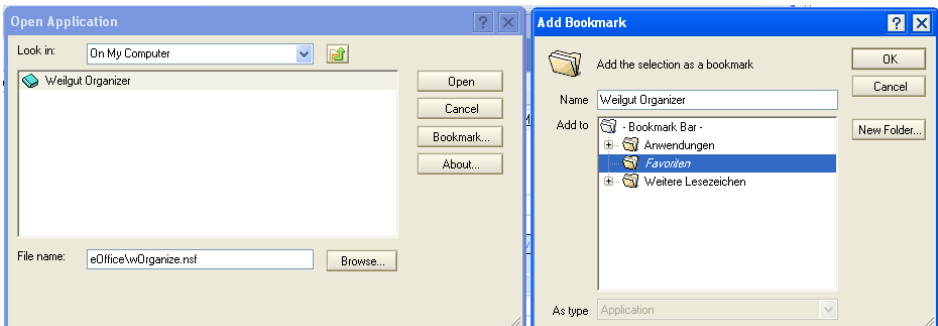 Open Application
Look in: On My Computer
Weilgut Organizer
Open
Cancel
Bookmark...
About...
File name: eOffice\wOrganize.nsf Browse...
Add Bookmark
Add the selection as a bookmark
OK
Cancel
Name Weilgut Organizer
Add to - Bookmark Bar - New Folder...
Anwendungen
Favoriten
Weitere Lesezeichen
As type Application